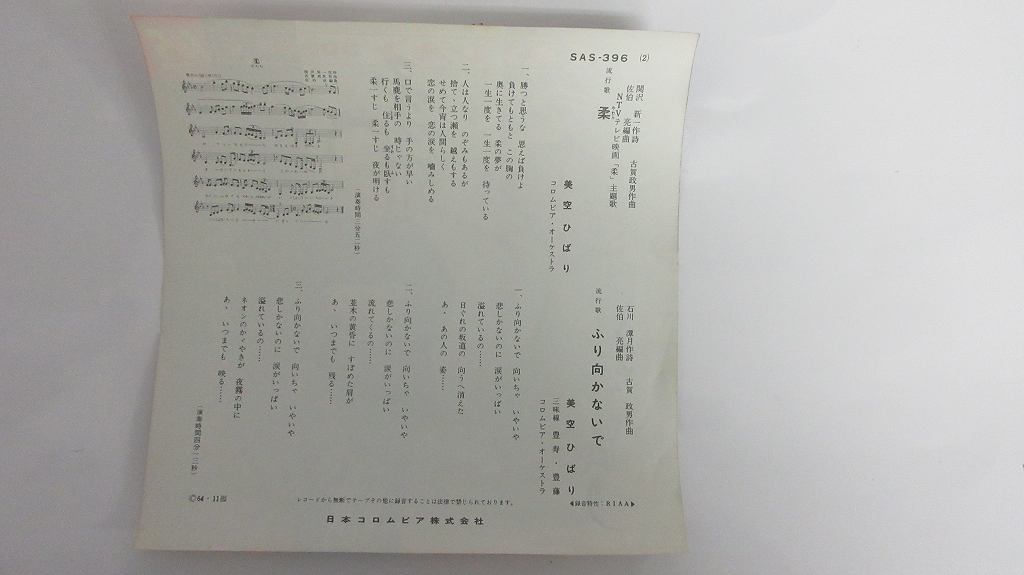 SAS-396 (2)
関沢 新一作詩 古賀政男作曲
佐伯 亮編曲
NTVテレビ映画「柔」主題歌
流行歌
柔
やわら
美空ひばり
コロムビア・オーケストラ
一、勝つと思うな 思えば負けよ
負けてもともと この胸の
奥に生きてる 柔の夢が
一生一度を 一生一度を 待っている
二、人は人なり のぞみもあるが
捨てゝ立つ瀬を 越えもする
せめて今宵は人間らしく
恋の涙を 恋の涙を 噛みしめる
三、口で言うより 手の方が早い
馬鹿を相手の 時じゃない
行くも 住るも 坐るも臥すも
柔一すじ 柔一すじ 夜が明ける
(演奏時間三分五二秒)
柔
やわら
石川 潭月作詩 古賀 政男作曲
佐伯 亮編曲
流行歌
ふり向かないで
美空ひばり
三味線 豊寿・豊藤
コロムビア・オーケストラ
一、ふり向かないで 向いちゃ いやいや
悲しかないのに 涙がいっぱい
溢れているの……
日ぐれの坂道の 向うへ消えた
あゝ あの人の 姿……
二、ふり向かないで 向いちゃ いやいや
悲しかないのに 涙がいっぱい
流れてくるの……
並木の黄昏に すぼめた肩が
あゝ いつまでも 残る……
三、ふり向かないで 向いちゃ いやいや
悲しかないのに 涙がいっぱい
溢れているの……
ネオンのかゞやきが 夜霧の中に
あゝ いつまでも 映る……
(演奏時間四分一二秒)
Ⓒ64・11
レコードから無断でテープその他に録音することは法律で禁じられております。
◀録音特性:RIAA▶
日本コロムビア株式会社